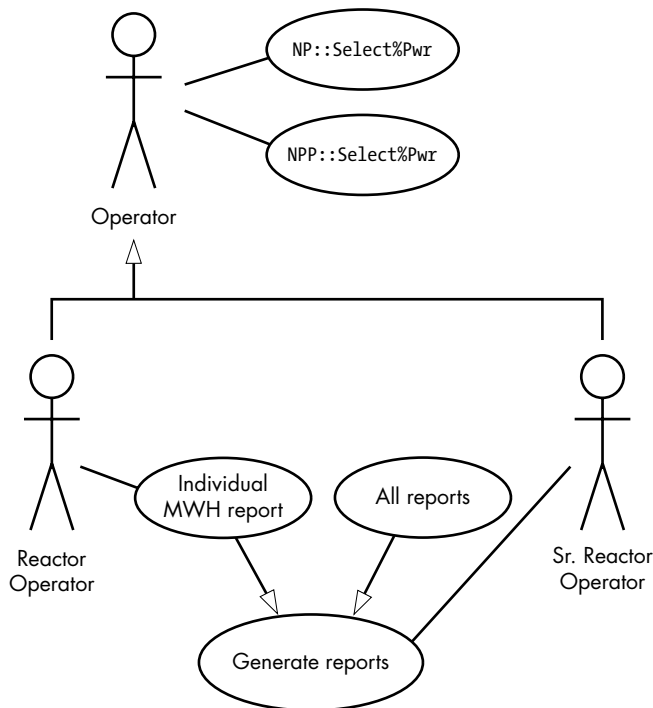 NP::Select%Pwr
NPP::Select%Pwr
Operator
Individual
MWH report
All reports
Reactor
Operator
Sr. Reactor
Operator
Generate reports